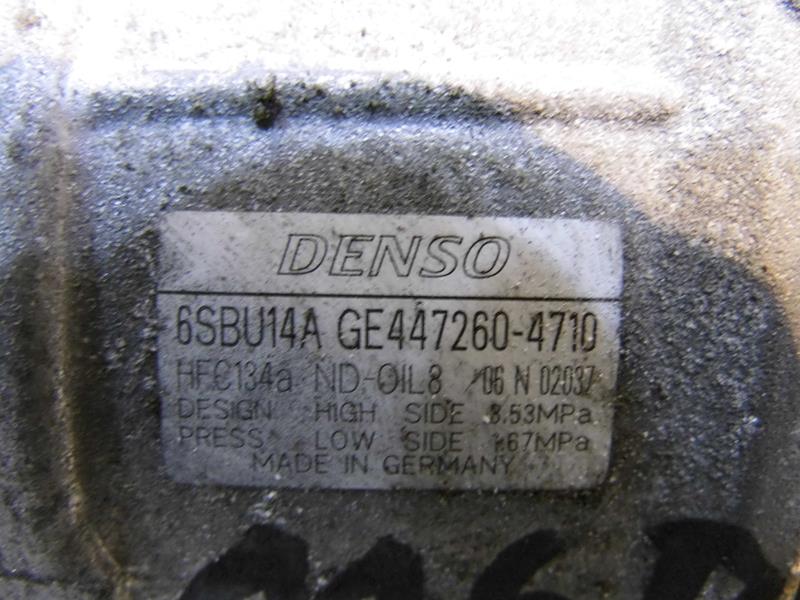 DENSO
6SBU14A GE447260-4710
HFC134a ND-OIL8 '06 N 02037
DESIGN HIGH SIDE 3.53MPa
PRESS LOW SIDE 1.67MPa
MADE IN GERMANY